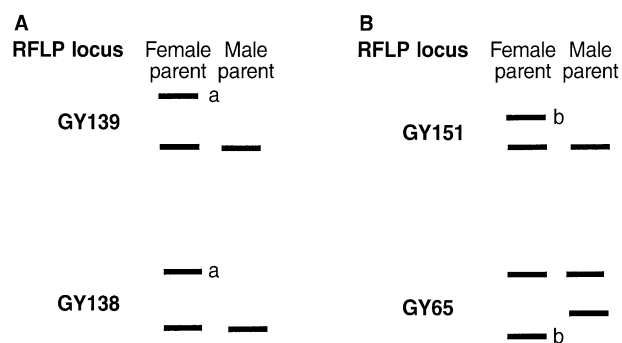 A
RFLP locus Female parent Male parent
a
GY139
GY138
a
B
RFLP locus Female parent Male parent
b
GY151
GY65
b